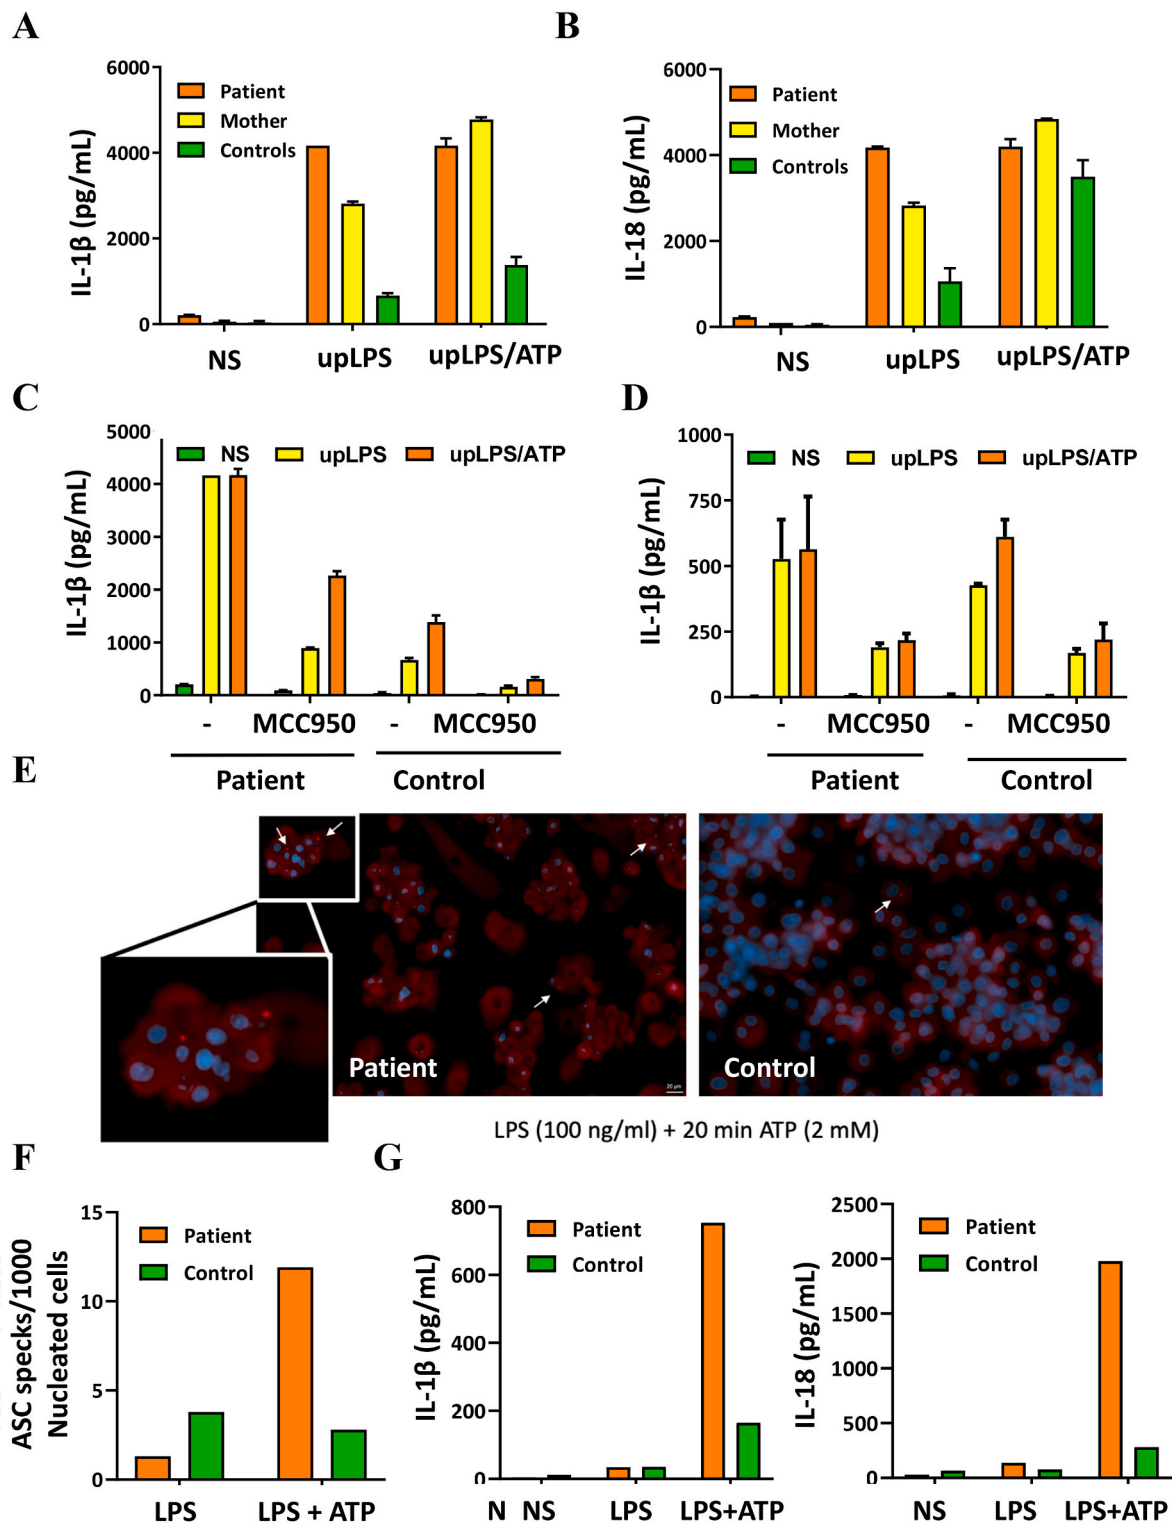 A
B
6000
4000
2000
0
IL-1β (pg/mL)
Patient
Mother
Controls
NS
upLPS
upLPS/ATP
6000
4000
2000
0
IL-18 (pg/mL)
Patient
Mother
Controls
NS
upLPS
upLPS/ATP
C
D
5000
4000
3000
2000
1000
0
IL-1β (pg/mL)
NS upLPS upLPS/ATP
- MCC950 - MCC950
Patient Control
1000
750
500
250
0
IL-1β (pg/mL)
NS upLPS upLPS/ATP
- MCC950 - MCC950
Patient Control
E
Patient
20 µm
Control
LPS (100 ng/ml) + 20 min ATP (2 mM)
F
G
15
10
5
0
ASC specks/1000
Nucleated cells
Patient
Control
LPS LPS + ATP
800
600
400
200
0
IL-1β (pg/mL)
Patient
Control
N NS LPS LPS+ATP
2500
2000
1500
1000
500
0
IL-18 (pg/mL)
Patient
Control
NS LPS LPS+ATP